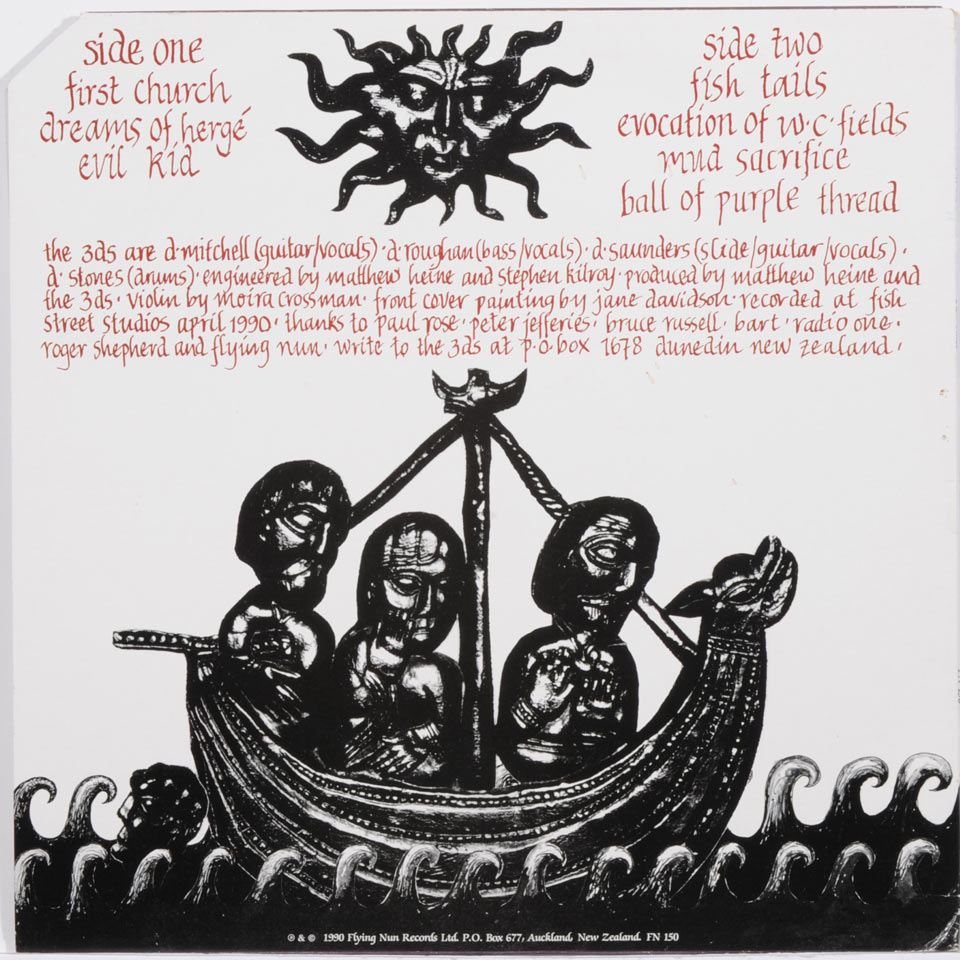 side one
first church
dreams of hergé
evil kid
side two
fish tails
evocation of w·c·fields
mud sacrifice
ball of purple thread
the 3ds are d·mitchell (guitar/vocals) · d·roughan (bass/vocals) · d·saunders (slide/guitar/vocals) ·
d· stones (drums) · engineered by matthew heine and stephen kilroy · produced by matthew heine and
the 3ds · violin by moira crossman · front cover painting by jane davidson · recorded at fish
street studios april 1990 · thanks to paul rose · peter jefferies · bruce russell · bart · radio one ·
roger shepherd and flying nun · write to the 3ds at p.o. box 1678 dunedin new zealand ·
℗ & © 1990 Flying Nun Records Ltd. P.O. Box 677, Auckland, New Zealand. FN 150